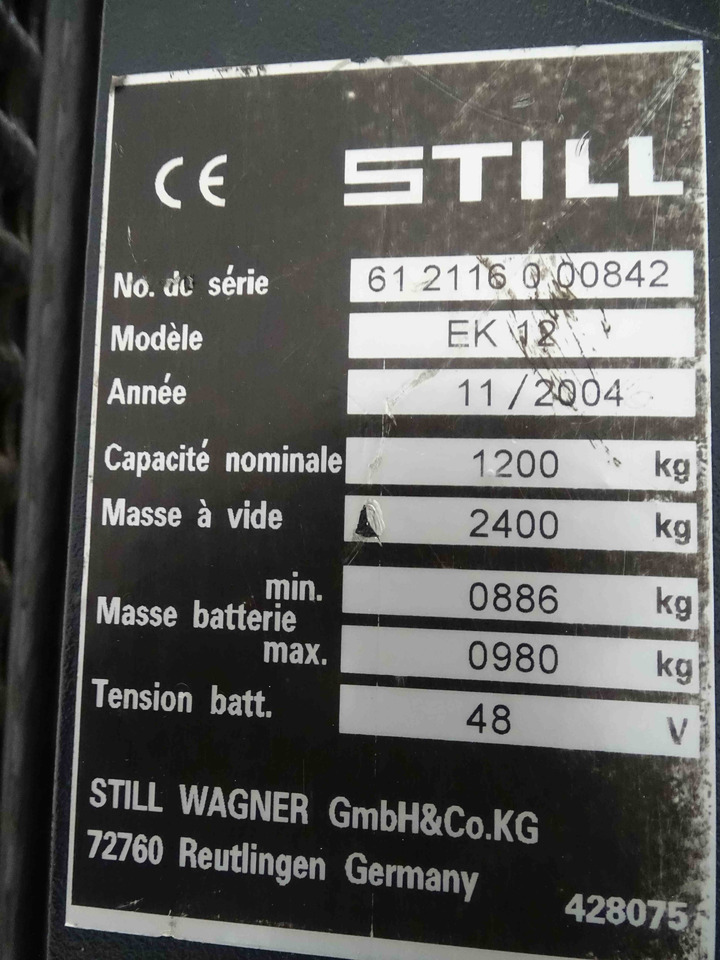 CE STILL
No. de série 61 2116 0 00842
Modèle EK 12
Année 11/2004
Capacité nominale 1200 kg
Masse à vide 2400 kg
Masse batterie min. 0886 kg
max. 0980 kg
Tension batt. 48 V
STILL WAGNER GmbH&Co.KG
72760 Reutlingen Germany
428075